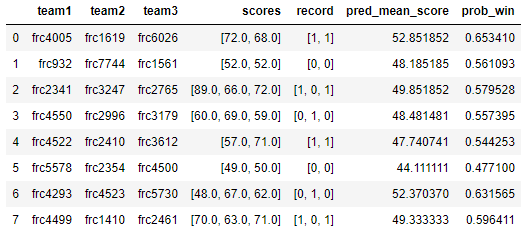 team1 team2 team3 scores record pred_mean_score prob_win
0 frc4005 frc1619 frc6026 [72.0, 68.0] [1, 1] 52.851852 0.653410
1 frc932 frc7744 frc1561 [52.0, 52.0] [0, 0] 48.185185 0.561093
2 frc2341 frc3247 frc2765 [89.0, 66.0, 72.0] [1, 0, 1] 49.851852 0.579528
3 frc4550 frc2996 frc3179 [60.0, 69.0, 59.0] [0, 1, 0] 48.481481 0.557395
4 frc4522 frc2410 frc3612 [57.0, 71.0] [1, 1] 47.740741 0.544253
5 frc5578 frc2354 frc4500 [49.0, 50.0] [0, 0] 44.111111 0.477100
6 frc4293 frc4523 frc5730 [48.0, 67.0, 62.0] [0, 1, 0] 52.370370 0.631565
7 frc4499 frc1410 frc2461 [70.0, 63.0, 71.0] [1, 0, 1] 49.333333 0.596411